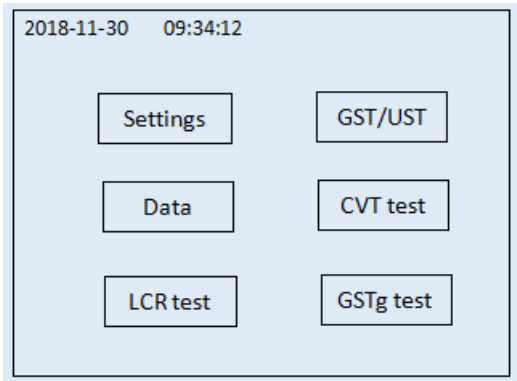 2018-11-30 09:34:12
Settings GST/UST
Data CVT test
LCR test GSTg test